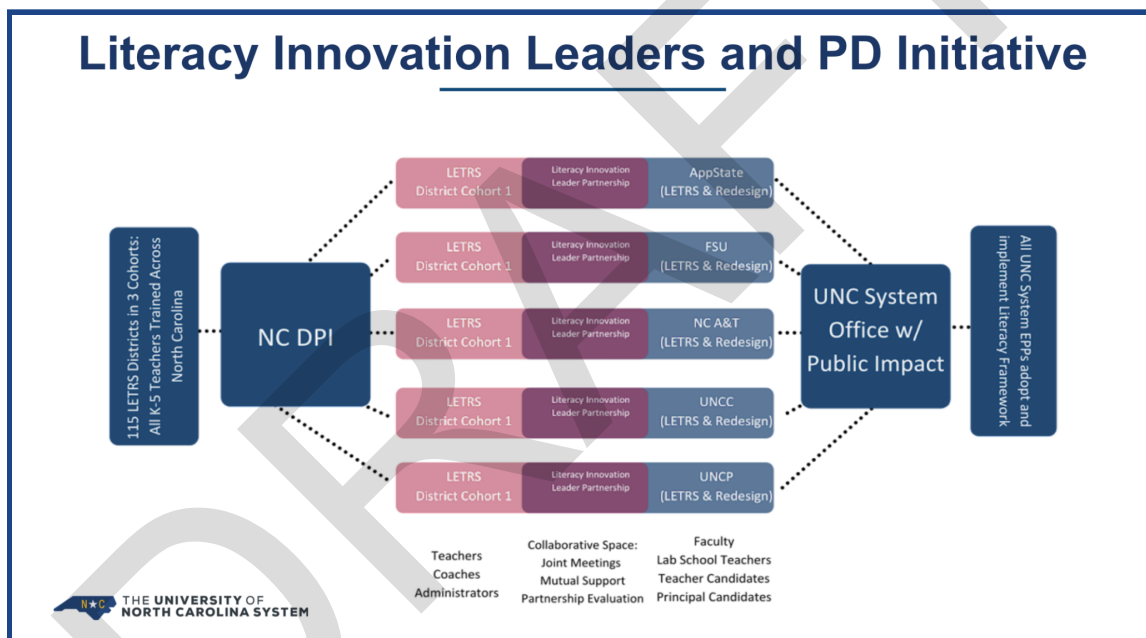 Literacy Innovation Leaders and PD Initiative
115 LETRS Districts in 3 Cohorts:
All K-5 Teachers Trained Across
North Carolina
NC DPI
LETRS
District Cohort 1
Literacy Innovation
Leader Partnership
AppState
(LETRS & Redesign)
LETRS
District Cohort 1
Literacy Innovation
Leader Partnership
FSU
(LETRS & Redesign)
LETRS
District Cohort 1
Literacy Innovation
Leader Partnership
NC A&T
(LETRS & Redesign)
LETRS
District Cohort 1
Literacy Innovation
Leader Partnership
UNCC
(LETRS & Redesign)
LETRS
District Cohort 1
Literacy Innovation
Leader Partnership
UNCP
(LETRS & Redesign)
UNC System
Office w/
Public Impact
All UNC System EPPs adopt and
implement Literacy Framework
Teachers
Coaches
Administrators
Collaborative Space:
Joint Meetings
Mutual Support
Partnership Evaluation
Faculty
Lab School Teachers
Teacher Candidates
Principal Candidates
N★C
THE UNIVERSITY OF
NORTH CAROLINA SYSTEM
DRAFT